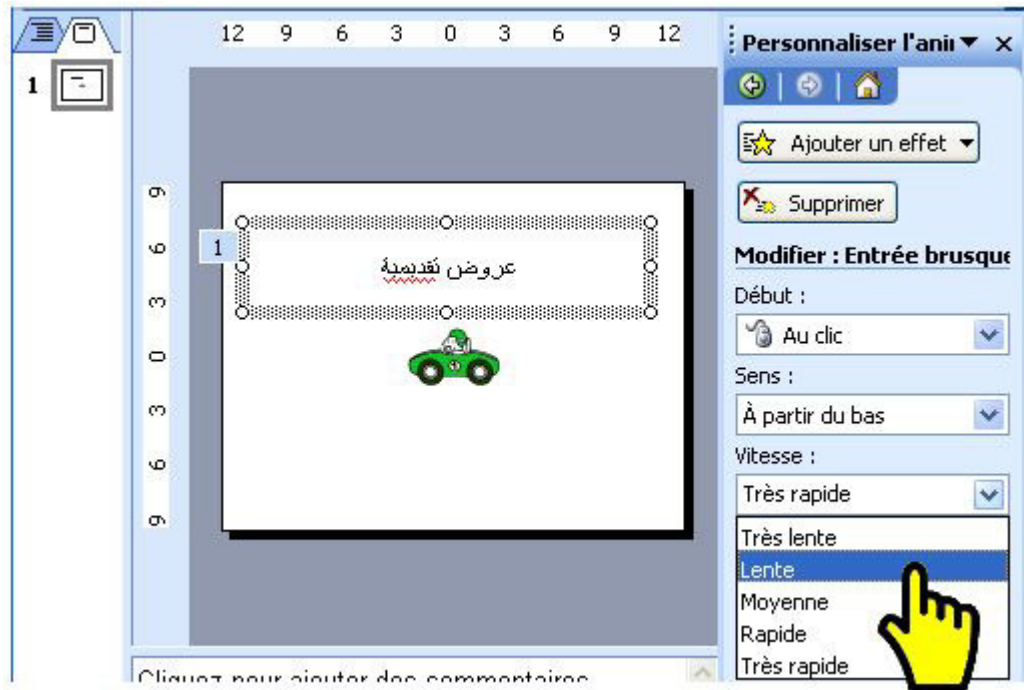 12 9 6 3 0 3 6 9 12
Personnaliser l'anii
1
Ajouter un effet
Supprimer
9
6
3
0
3
6
9
1
عروض تقديمية
Modifier : Entrée brusque
Début :
Au clic
Sens :
À partir du bas
Vitesse :
Très rapide
Très lente
Lente
Moyenne
Rapide
Très rapide
Cliquez pour ajouter des commentaires